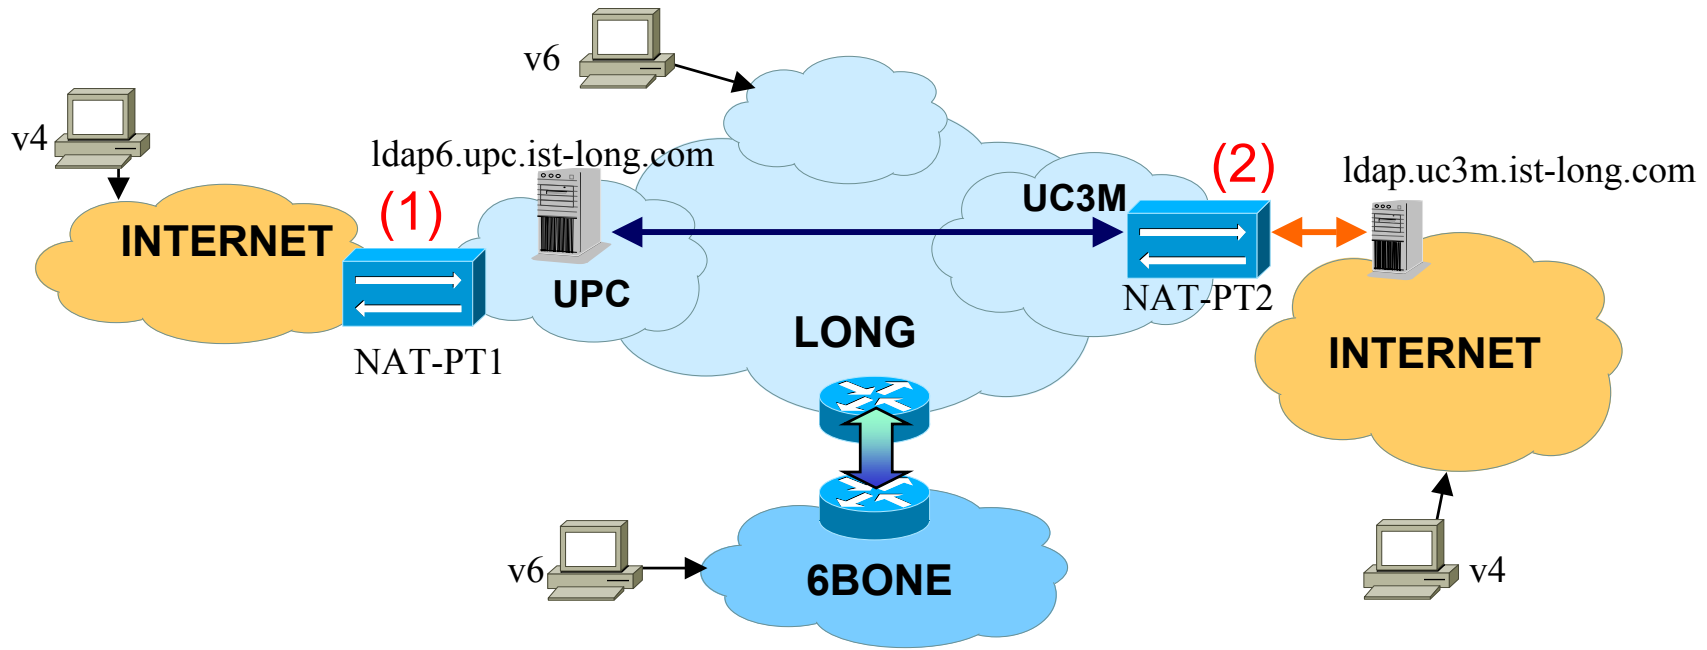 v6
v4
ldap6.upc.ist-long.com
(1)
(2)
ldap.uc3m.ist-long.com
UC3M
INTERNET
UPC
NAT-PT2
NAT-PT1
LONG
INTERNET
v6
6BONE
v4